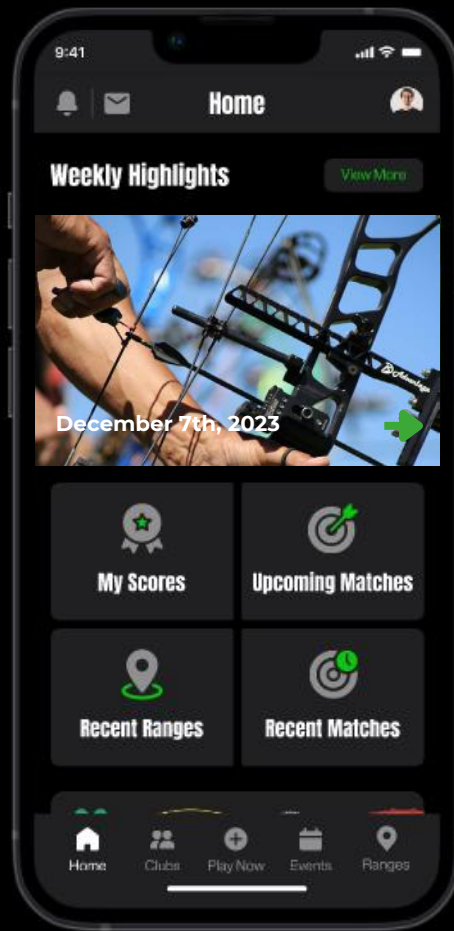 9:41
Home
Weekly Highlights
View More
Advantage
December 7th, 2023
My Scores
Upcoming Matches
Recent Ranges
Recent Matches
Home
Clubs
Play Now
Events
Ranges